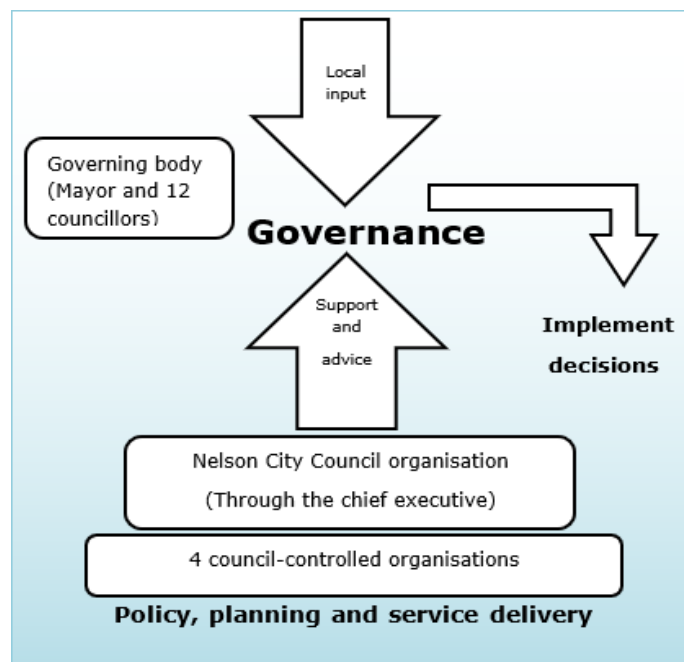 Local
input
Governing body
(Mayor and 12
councillors)
Governance
Support
and
advice
Implement
decisions
Nelson City Council organisation
(Through the chief executive)
4 council-controlled organisations
Policy, planning and service delivery